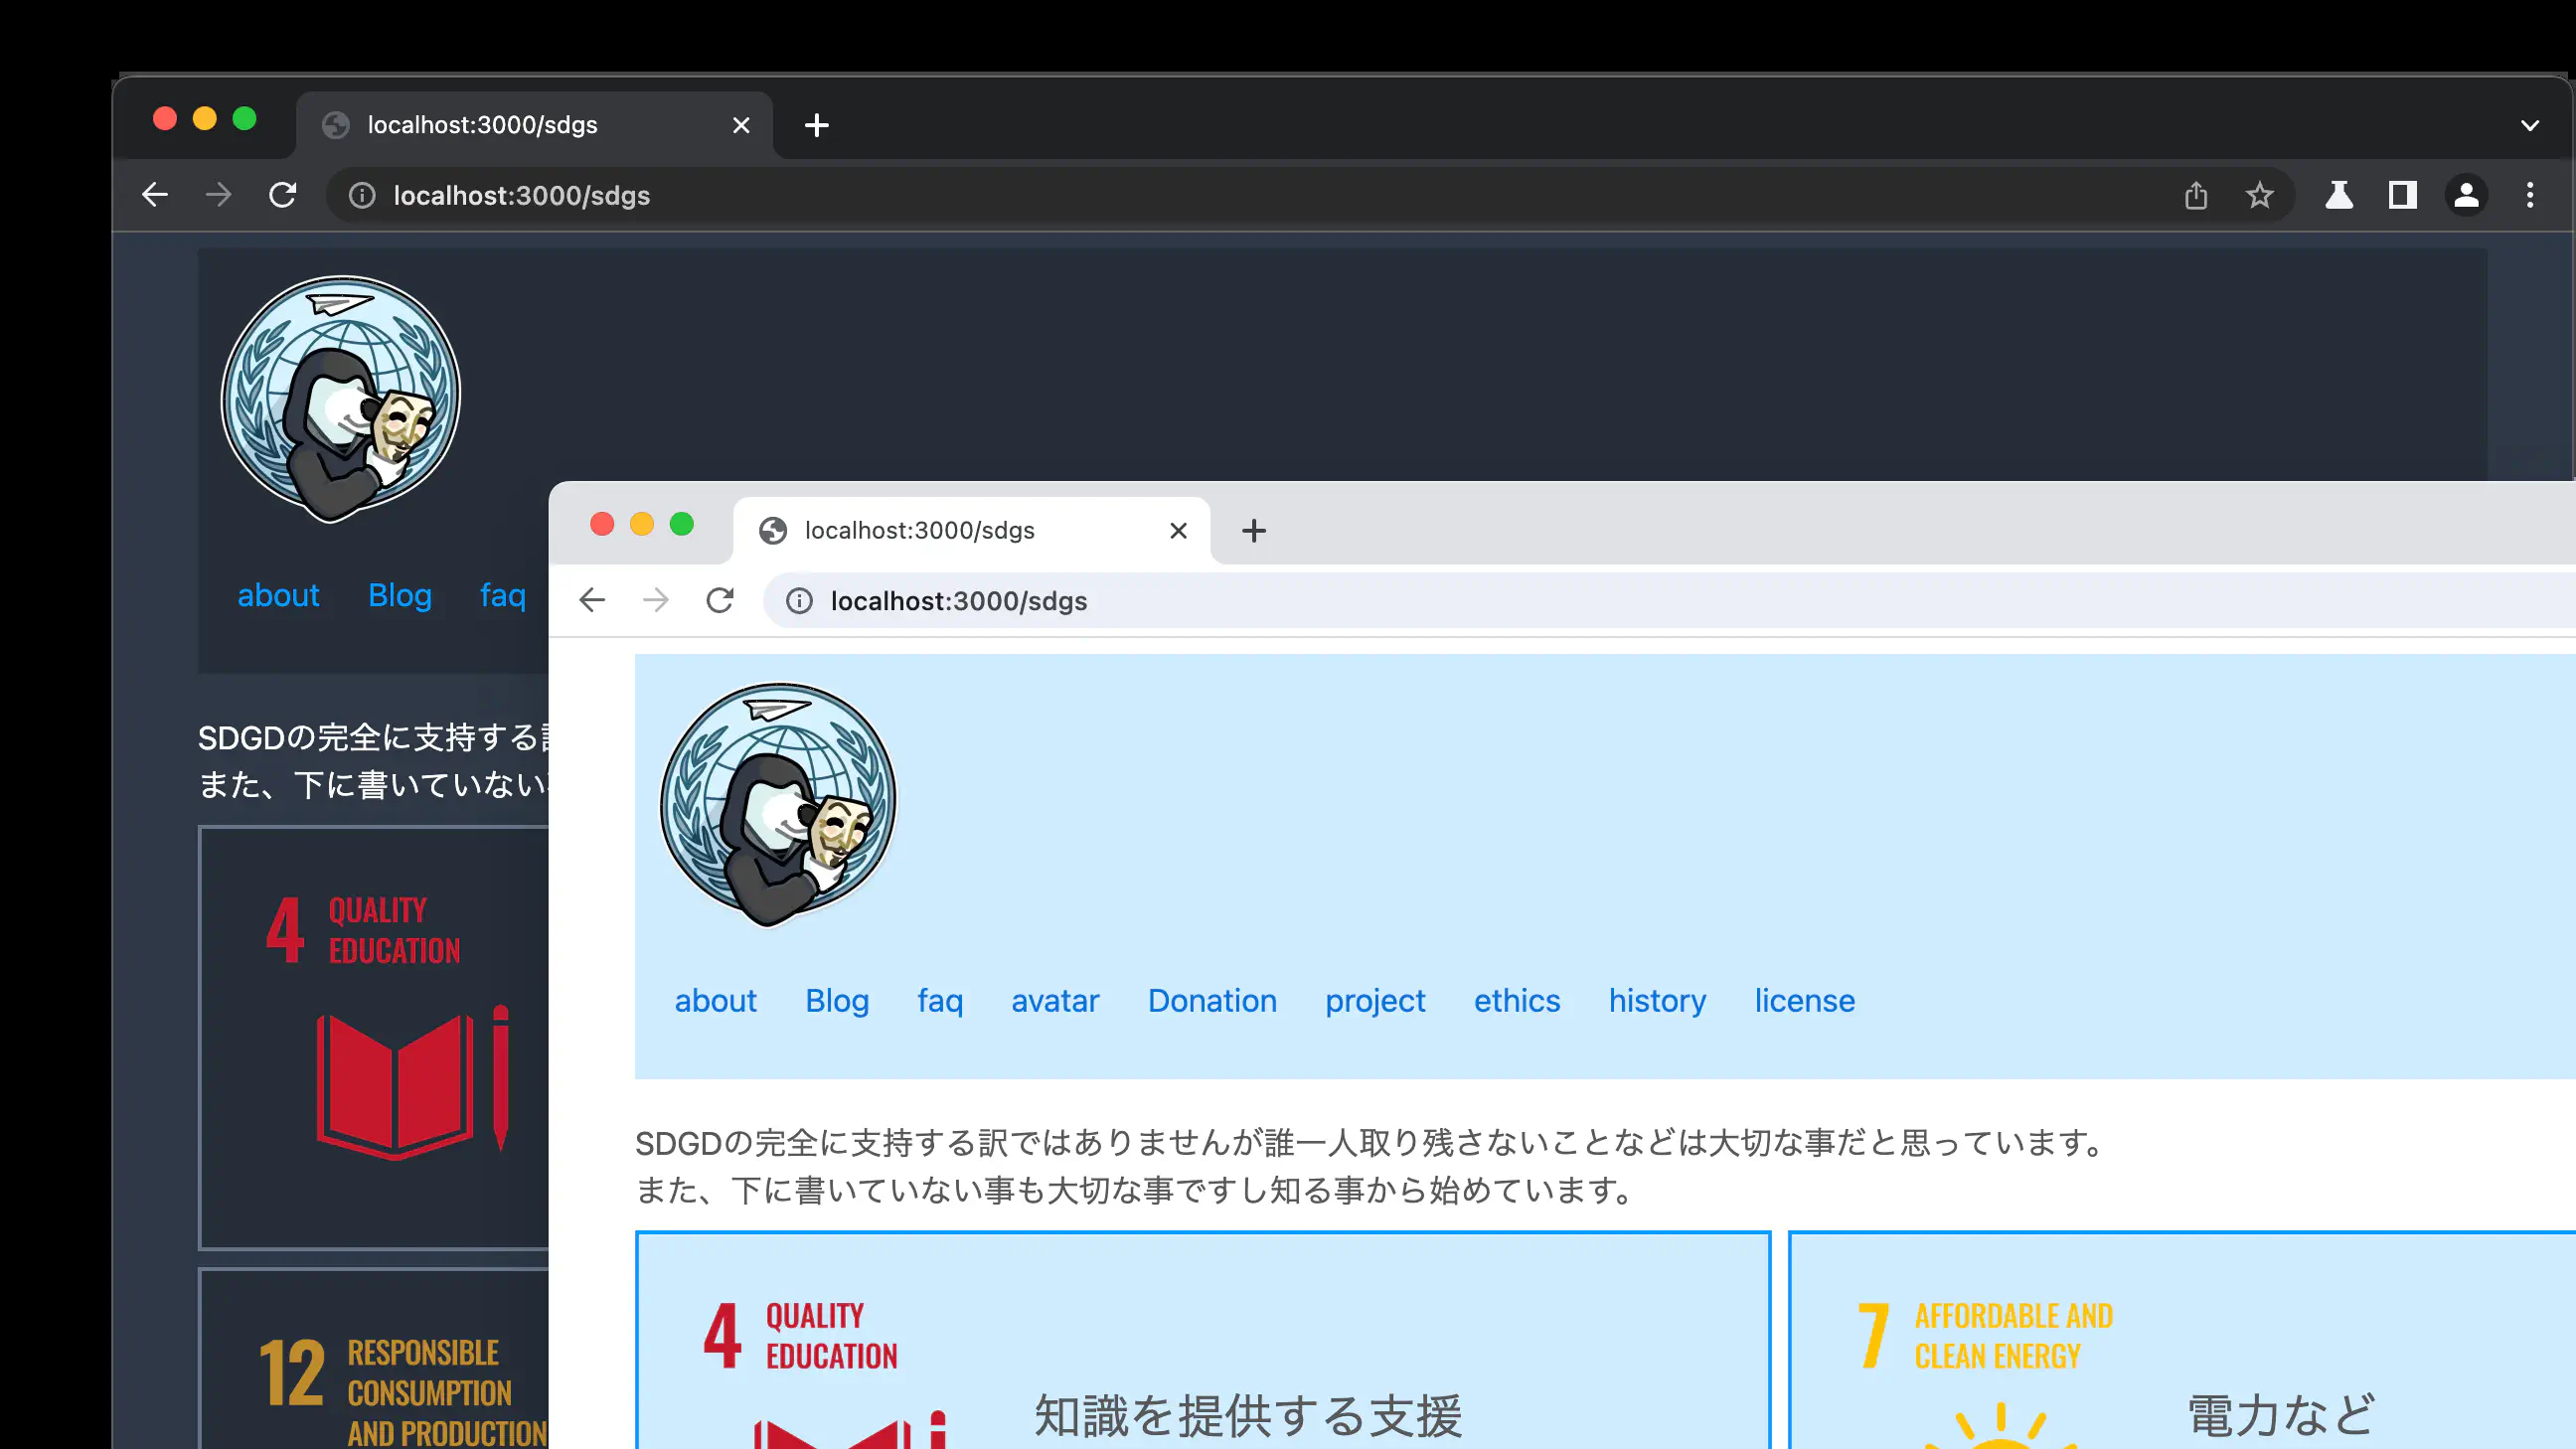 localhost:3000/sdgs
localhost:3000/sdgs
about Blog faq
SDGDの完全に支持する
また、下に書いていない
4 QUALITY
EDUCATION
12 RESPONSIBLE
CONSUMPTION
AND PRODUCTION
localhost:3000/sdgs
localhost:3000/sdgs
about Blog faq avatar Donation project ethics history license
SDGDの完全に支持する訳ではありませんが誰一人取り残さないことなどは大切な事だと思っています。
また、下に書いていない事も大切な事ですし知る事から始めています。
4 QUALITY
EDUCATION
知識を提供する支援
7 AFFORDABLE AND
CLEAN ENERGY
電力など